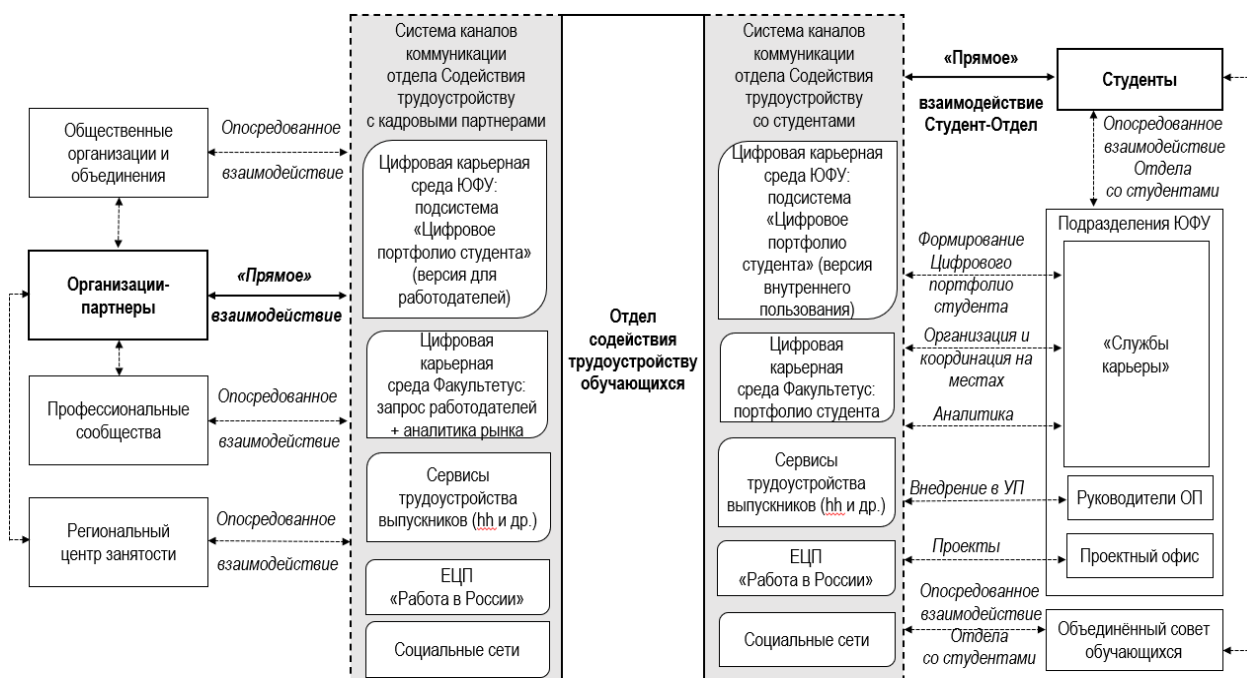 Общественные
организации и
объединения
Организации-
партнеры
Профессиональные
сообщества
Региональный
центр занятости
Опосредованное
взаимодействие
«Прямое»
взаимодействие
Опосредованное
взаимодействие
Опосредованное
взаимодействие
Система каналов
коммуникации
отдела Содействия
трудоустройству
с кадровыми партнерами
Цифровая карьерная
среда ЮФУ:
подсистема
«Цифровое
портфолио студента»
(версия для
работодателей)
Цифровая
карьерная
среда Факультетус:
запрос работодателей
+ аналитика рынка
Сервисы
трудоустройства
выпускников (hh и др.)
ЕЦП
«Работа в России»
Социальные сети
Отдел
содействия
трудоустройству
обучающихся
Система каналов
коммуникации
отдела Содействия
трудоустройству
со студентами
Цифровая карьерная
среда ЮФУ:
подсистема
«Цифровое
портфолио
студента» (версия
внутреннего
пользования)
Цифровая
карьерная
среда Факультетус:
портфолио студента
Сервисы
трудоустройства
выпускников (hh и др.)
ЕЦП
«Работа в России»
Социальные сети
«Прямое»
взаимодействие
Студент-Отдел
Формирование
Цифрового
портфолио
студента
Организация и
координация на
местах
Аналитика
Внедрение в УП
Проекты
Опосредованное
взаимодействие
Отдела
со студентами
Студенты
Опосредованное
взаимодействие
Отдела
со студентами
Подразделения ЮФУ
«Службы
карьеры»
Руководители ОП
Проектный офис
Объединённый совет
обучающихся